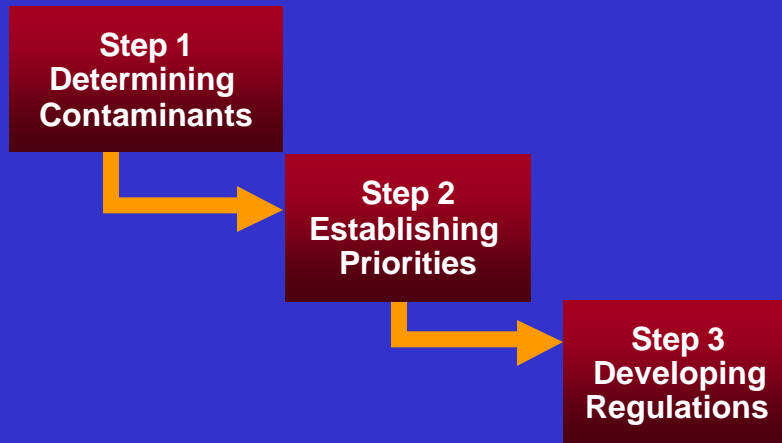 Step 1
Determining
Contaminants
Step 2
Establishing
Priorities
Step 3
Developing
Regulations